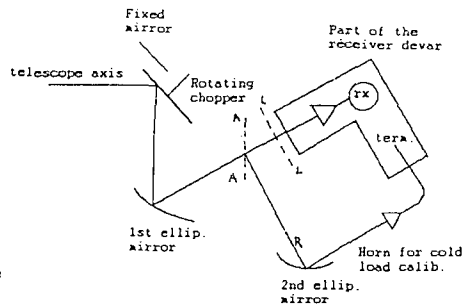 Fixed
mirror
Part of the
receiver devar
telescope axis
Rotating
chopper
rx
A
L
term.
A
L
1st ellip.
mirror
R
Horn for cold
load calib.
2nd ellip.
mirror